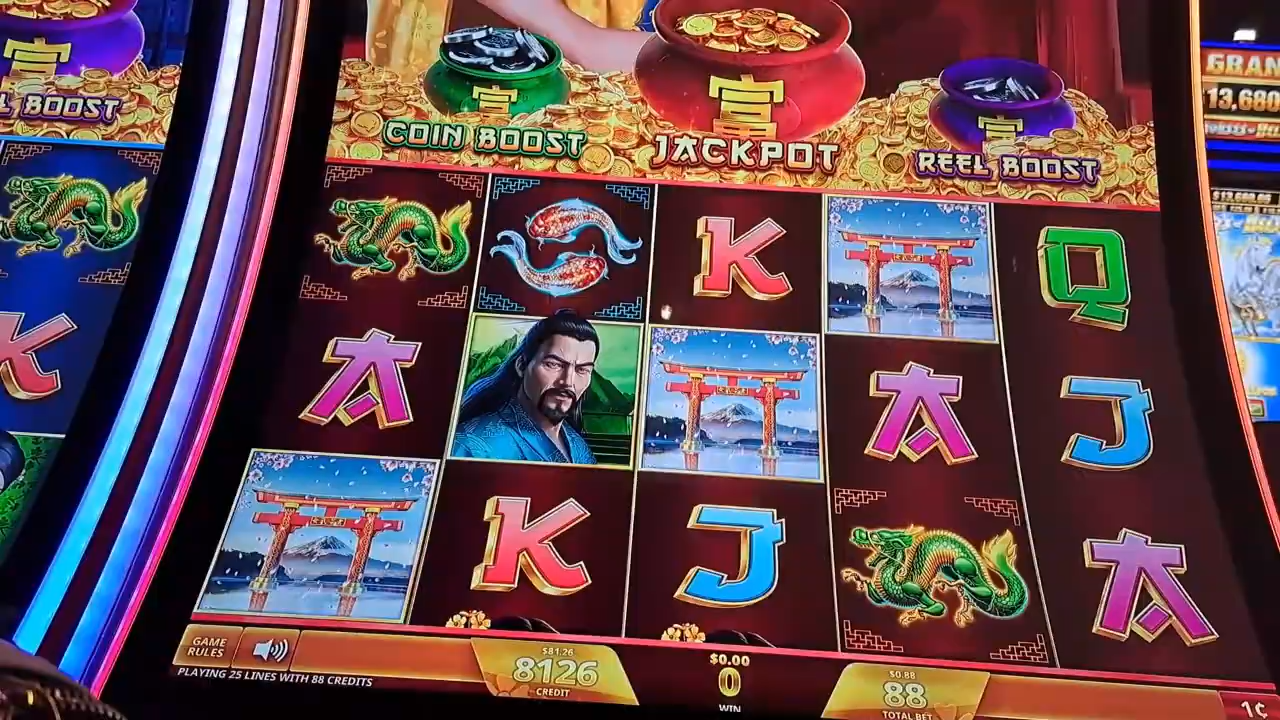 富
L BOOST
富
COIN BOOST
富
JACKPOT
富
REEL BOOST
GRAN
13,680
K
Q
A
A
J
K
K
J
A
GAME
RULES
PLAYING 25 LINES WITH 88 CREDITS
$81.26
8126
CREDIT
$0.00
0
WIN
$0.88
88
TOTAL BET
1¢